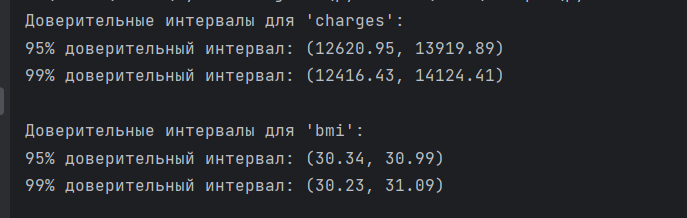 Доверительные интервалы для 'charges':
95% доверительный интервал: (12620.95, 13919.89)
99% доверительный интервал: (12416.43, 14124.41)
Доверительные интервалы для 'bmi':
95% доверительный интервал: (30.34, 30.99)
99% доверительный интервал: (30.23, 31.09)